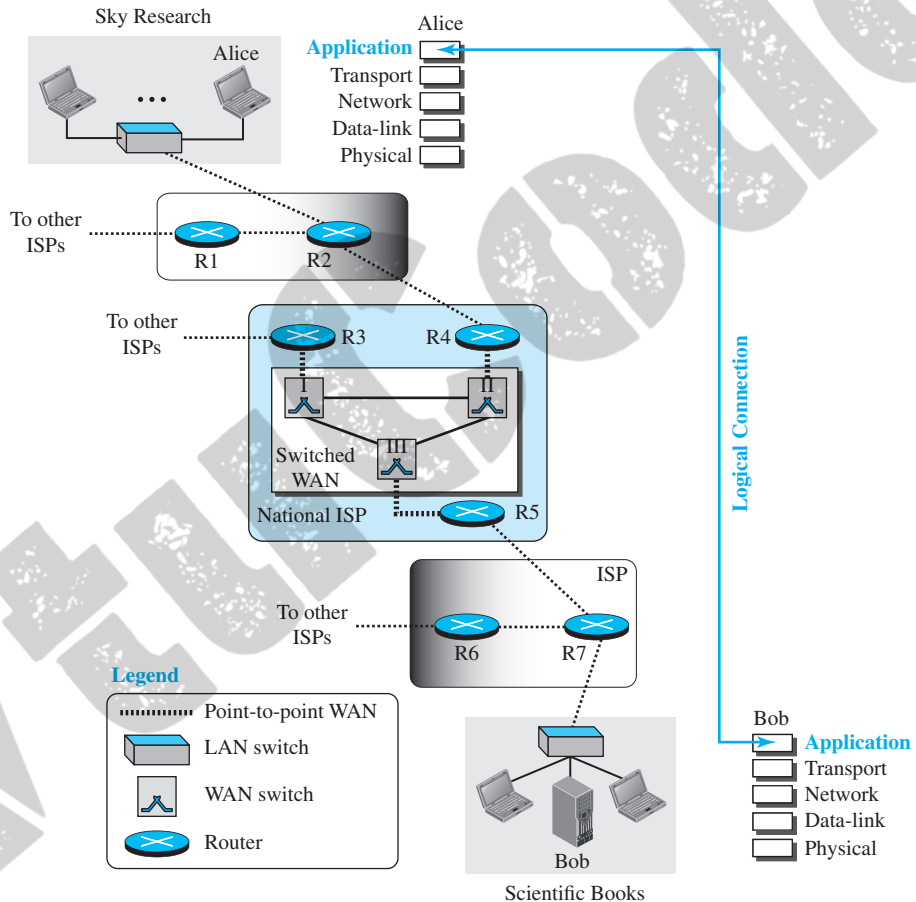 Sky Research
Alice
Alice
Application
Transport
Network
Data-link
Physical
To other
ISPs
R1
R2
To other
ISPs
R3
R4
I
II
III
Switched
WAN
National ISP
R5
Logical Connection
ISP
To other
ISPs
R6
R7
Legend
Point-to-point WAN
LAN switch
WAN switch
Router
Bob
Scientific Books
Bob
Application
Transport
Network
Data-link
Physical